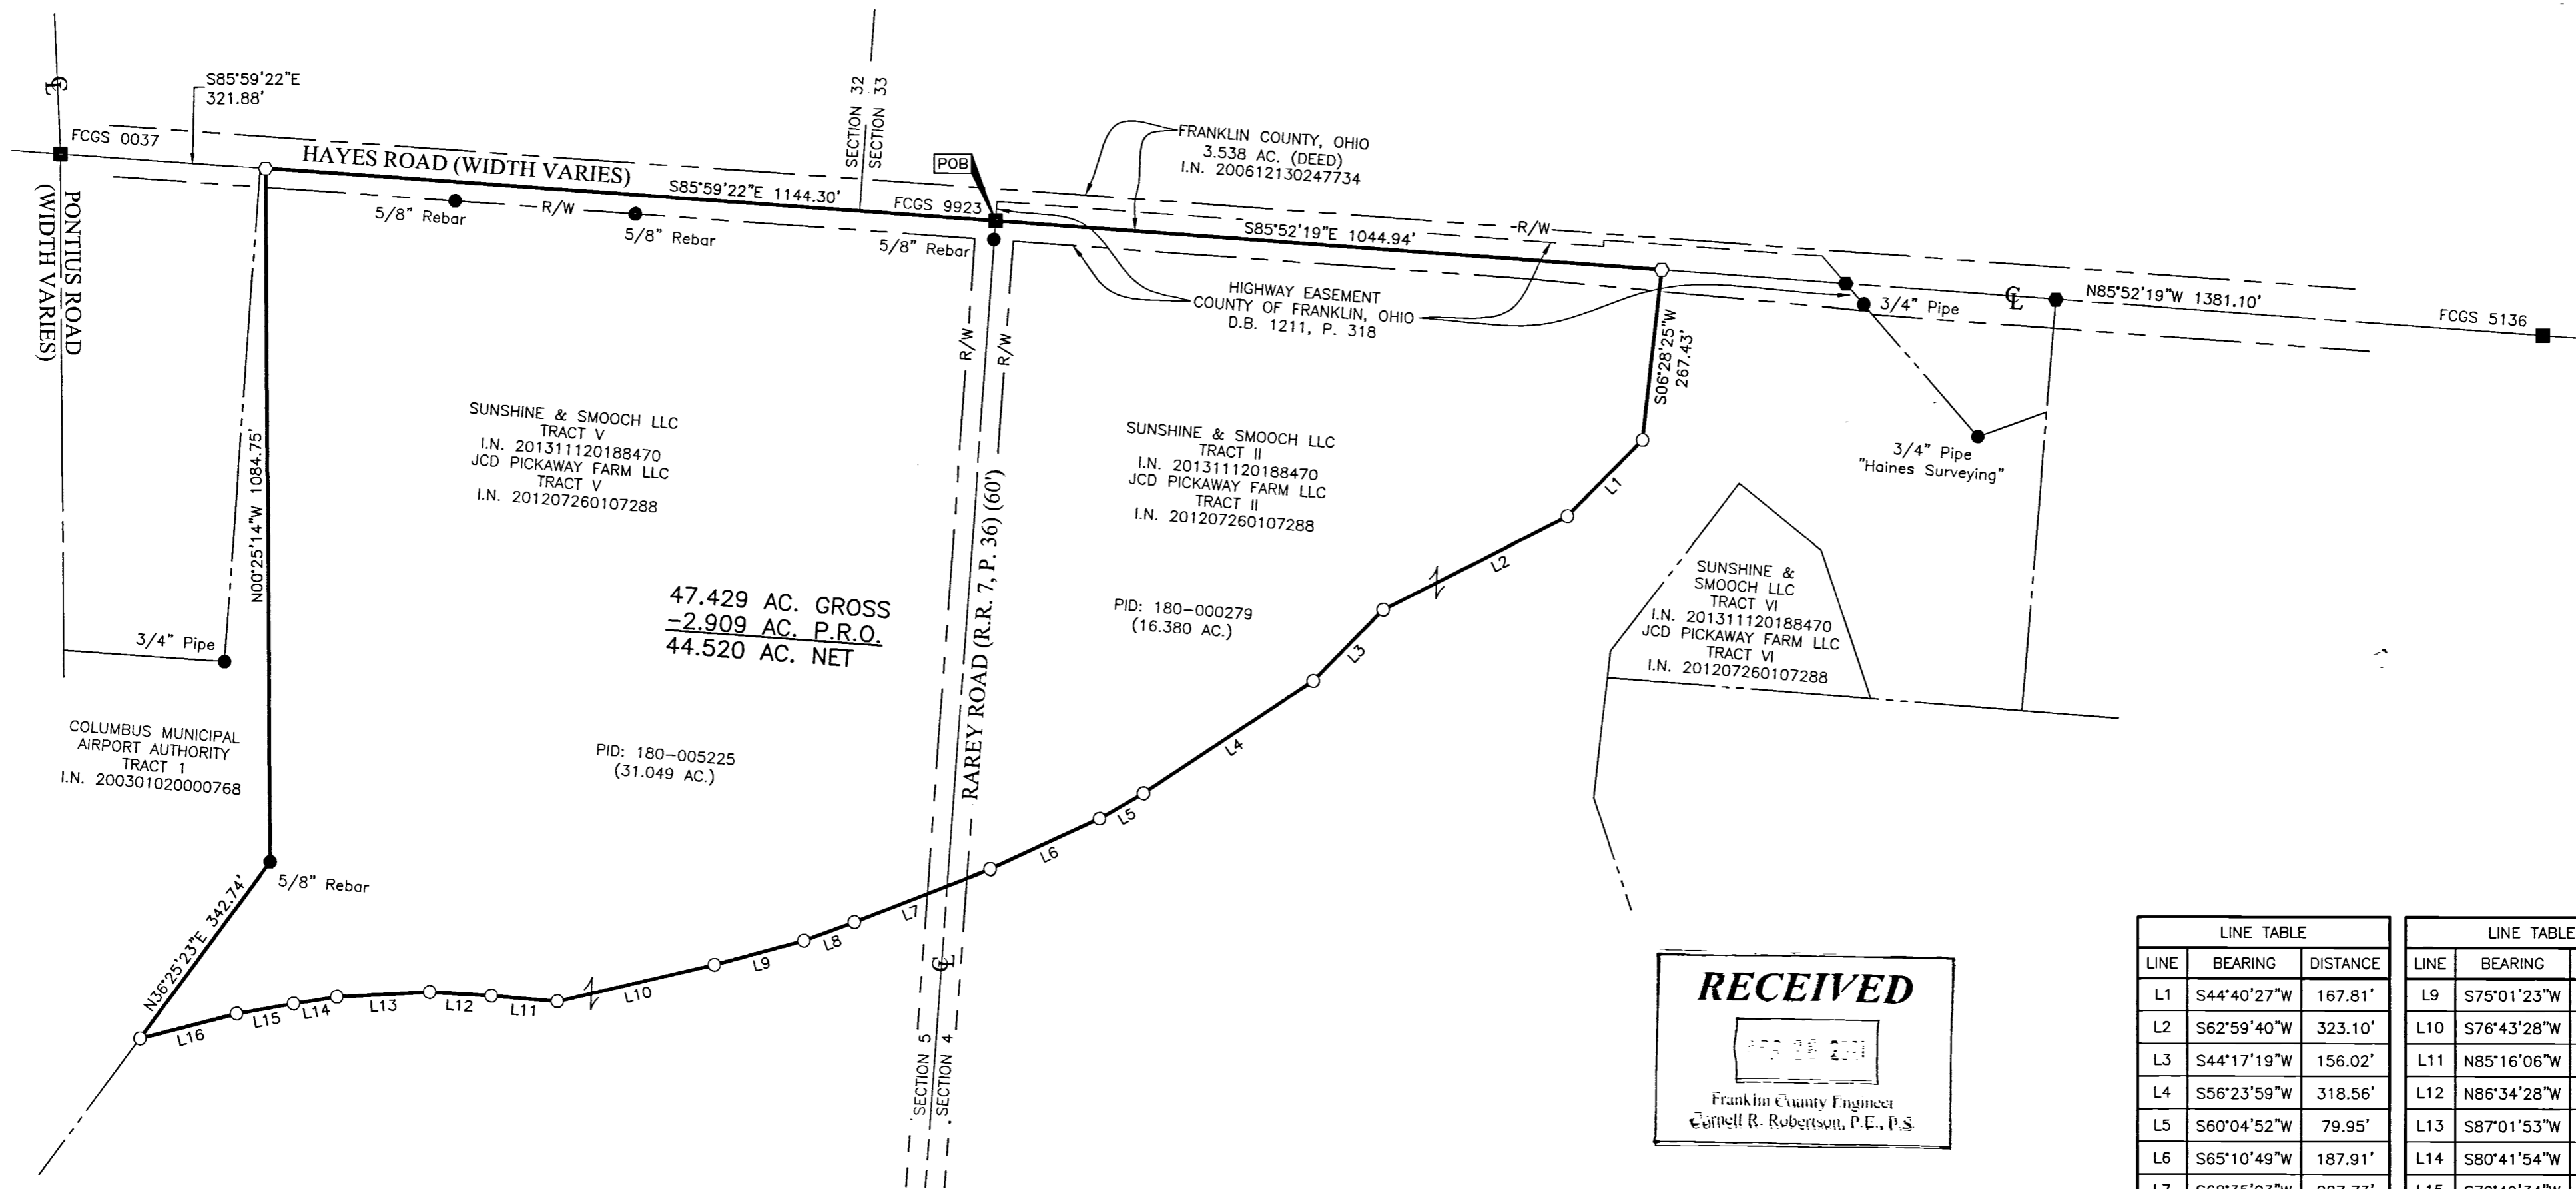 S85°59'22"E
321.88'
℄
FCGS 0037
HAYES ROAD (WIDTH VARIES)
PONTIUS ROAD
(WIDTH VARIES)
5/8" Rebar
R/W
5/8" Rebar
S85°59'22"E 1144.30'
SECTION 32
SECTION 33
FCGS 9923
POB
5/8" Rebar
FRANKLIN COUNTY, OHIO
3.538 AC. (DEED)
I.N. 200612130247734
S85°52'19"E 1044.94'
R/W
HIGHWAY EASEMENT
COUNTY OF FRANKLIN, OHIO
D.B. 1211, P. 318
3/4" Pipe
℄
N85°52'19"W 1381.10'
FCGS 5136
S06°28'25"W
267.43'
3/4" Pipe
"Haines Surveying"
N00°25'14"W 1084.75'
SUNSHINE & SMOOCH LLC
TRACT V
I.N. 201311120188470
JCD PICKAWAY FARM LLC
TRACT V
I.N. 201207260107288
R/W
R/W
RAREY ROAD (R.R. 7, P. 36) (60')
SUNSHINE & SMOOCH LLC
TRACT II
I.N. 201311120188470
JCD PICKAWAY FARM LLC
TRACT II
I.N. 201207260107288
L1
L2
L3
L4
L5
L6
L7
L8
L9
L10
L11
L12
L13
L14
L15
L16
SUNSHINE &
SMOOCH LLC
TRACT VI
I.N. 201311120188470
JCD PICKAWAY FARM LLC
TRACT VI
I.N. 201207260107288
47.429 AC. GROSS
-2.909 AC. P.R.O.
44.520 AC. NET
PID: 180-000279
(16.380 AC.)
3/4" Pipe
COLUMBUS MUNICIPAL
AIRPORT AUTHORITY
TRACT 1
I.N. 200301020000768
PID: 180-005225
(31.049 AC.)
5/8" Rebar
N36°25'23"E 342.74'
℄
SECTION 5
SECTION 4
RECEIVED
Franklin County Engineer
Cornell R. Robertson, P.E., P.S.
LINE TABLE
LINE BEARING DISTANCE
L1 S44°40'27"W 167.81'
L2 S62°59'40"W 323.10'
L3 S44°17'19"W 156.02'
L4 S56°23'59"W 318.56'
L5 S60°04'52"W 79.95'
L6 S65°10'49"W 187.91'
L7
LINE TABLE
LINE BEARING
L9 S75°01'23"W
L10 S76°43'28"W
L11 N85°16'06"W
L12 N86°34'28"W
L13 S87°01'53"W
L14 S80°41'54"W
L15